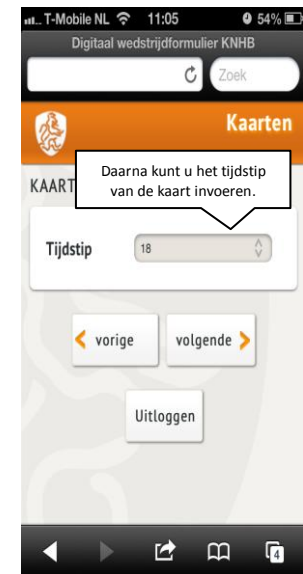 T-Mobile NL 11:05 54%
Digitaal wedstrijdformulier KNHB
Zoek
Kaarten
Daarna kunt u het tijdstip
van de kaart invoeren.
KAART
Tijdstip 18
vorige volgende
Uitloggen
4